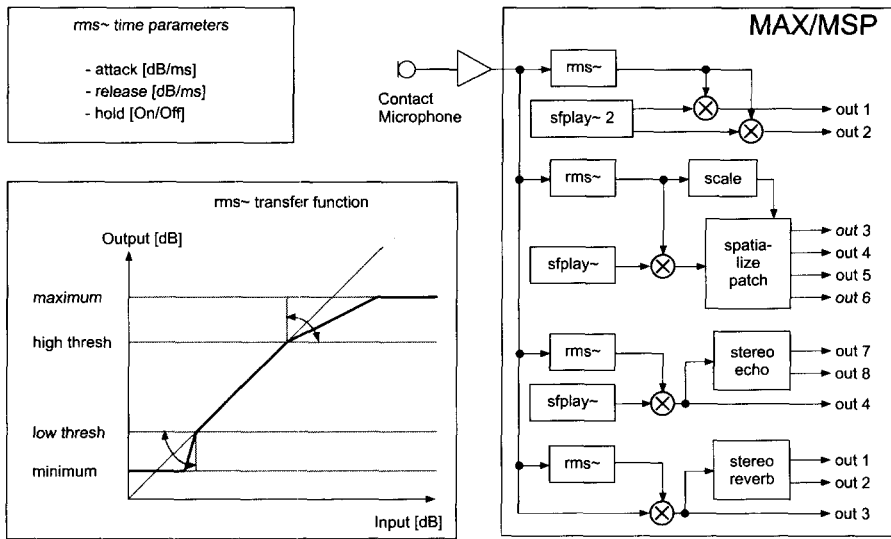 rms~ time parameters
- attack [dB/ms]
- release [dB/ms]
- hold [On/Off]
rms~ transfer function
Output [dB]
maximum
high thresh
low thresh
minimum
Input [dB]
Contact
Microphone
MAX/MSP
rms~
sfplay~ 2
out 1
out 2
rms~
scale
sfplay~
spatia-
lize
patch
out 3
out 4
out 5
out 6
rms~
sfplay~
stereo
echo
out 7
out 8
out 4
rms~
stereo
reverb
out 1
out 2
out 3